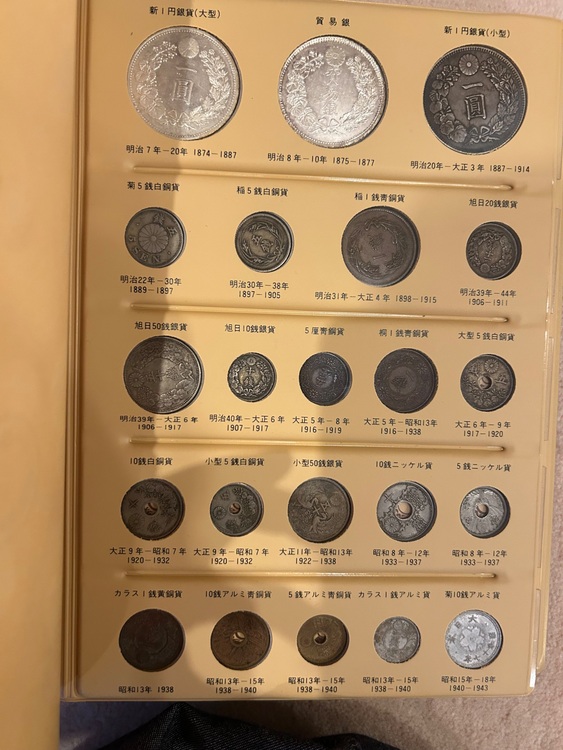 新1円銀貨(大型)
貿易銀
新1円銀貨(小型)
一圓
一圓
明治7年-20年 1874-1887
明治8年-10年 1875-1877
明治20年-大正3年 1887-1914
菊5銭白銅貨
稲5銭白銅貨
稲1銭青銅貨
旭日20銭銀貨
明治22年-30年
1889-1897
明治30年-38年
1897-1905
明治31年-大正4年 1898-1915
明治39年-44年
1906-1911
旭日50銭銀貨
旭日10銭銀貨
5厘青銅貨
桐1銭青銅貨
大型5銭白銅貨
明治39年-大正6年
1906-1917
明治40年-大正6年
1907-1917
大正5年-8年
1916-1919
大正5年-昭和13年
1916-1938
大正6年-9年
1917-1920
10銭白銅貨
小型5銭白銅貨
小型50銭銀貨
10銭ニッケル貨
5銭ニッケル貨
大正9年-昭和7年
1920-1932
大正9年-昭和7年
1920-1932
大正11年-昭和13年
1922-1938
昭和8年-12年
1933-1937
昭和8年-12年
1933-1937
カラス1銭黄銅貨
10銭アルミ青銅貨
5銭アルミ青銅貨
カラス1銭アルミ貨
菊10銭アルミ貨
昭和13年 1938
昭和13年-15年
1938-1940
昭和13年-15年
1938-1940
昭和13年-15年
1938-1940
昭和15年-18年
1940-1943